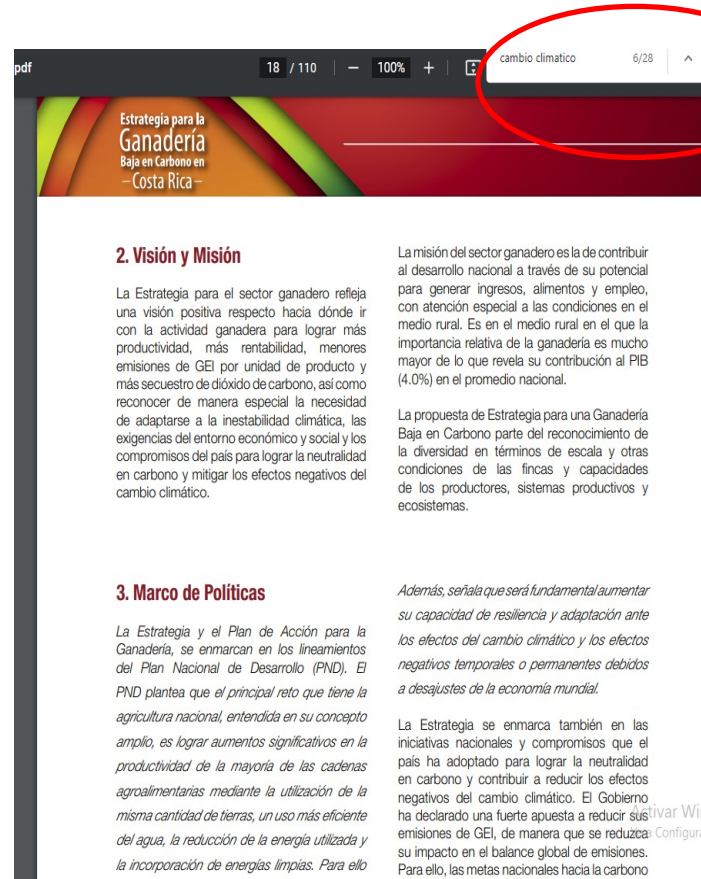 pdf
18 / 110
100%
cambio climatico
6/28
Estrategia para la
Ganadería
Baja en Carbono en
–Costa Rica–
2. Visión y Misión
La Estrategia para el sector ganadero refleja
una visión positiva respecto hacia dónde ir
con la actividad ganadera para lograr más
productividad, más rentabilidad, menores
emisiones de GEI por unidad de producto y
más secuestro de dióxido de carbono, así como
reconocer de manera especial la necesidad
de adaptarse a la inestabilidad climática, las
exigencias del entorno económico y social y los
compromisos del país para lograr la neutralidad
en carbono y mitigar los efectos negativos del
cambio climático.
La misión del sector ganadero es la de contribuir
al desarrollo nacional a través de su potencial
para generar ingresos, alimentos y empleo,
con atención especial a las condiciones en el
medio rural. Es en el medio rural en el que la
importancia relativa de la ganadería es mucho
mayor de lo que revela su contribución al PIB
(4.0%) en el promedio nacional.
La propuesta de Estrategia para una Ganadería
Baja en Carbono parte del reconocimiento de
la diversidad en términos de escala y otras
condiciones de las fincas y capacidades
de los productores, sistemas productivos y
ecosistemas.
3. Marco de Políticas
La Estrategia y el Plan de Acción para la
Ganadería, se enmarcan en los lineamientos
del Plan Nacional de Desarrollo (PND). El
PND plantea que el principal reto que tiene la
agricultura nacional, entendida en su concepto
amplio, es lograr aumentos significativos en la
productividad de la mayoría de las cadenas
agroalimentarias mediante la utilización de la
misma cantidad de tierras, un uso más eficiente
del agua, la reducción de la energía utilizada y
la incorporación de energías limpias. Para ello
Además, señala que será fundamental aumentar
su capacidad de resiliencia y adaptación ante
los efectos del cambio climático y los efectos
negativos temporales o permanentes debidos
a desajustes de la economía mundial.
La Estrategia se enmarca también en las
iniciativas nacionales y compromisos que el
país ha adoptado para lograr la neutralidad
en carbono y contribuir a reducir los efectos
negativos del cambio climático. El Gobierno
ha declarado una fuerte apuesta a reducir sus
emisiones de GEI, de manera que se reduzca
su impacto en el balance global de emisiones.
Para ello, las metas nacionales hacia la carbono
Activar Wi
Configura